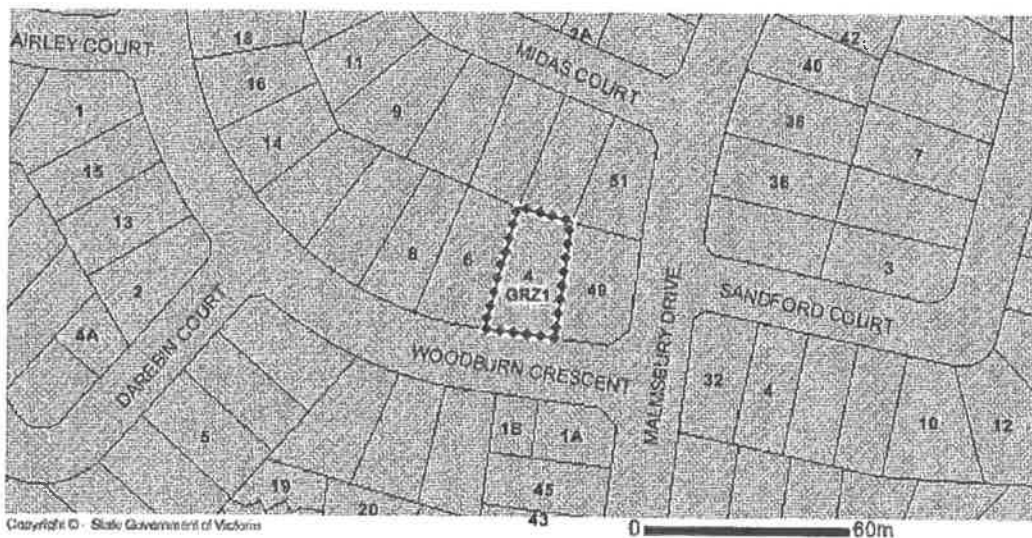 AIRLEY COURT
18
11
16
14
9
1
15
13
2
4A
DAREBIN COURT
5
19
20
8
6
4
GRZ1
49
51
MIDAS COURT
3A
42
40
38
36
7
3
MALMSBURY DRIVE
SANDFORD COURT
WOODBURN CRESCENT
1B
1A
45
43
32
4
10
12
Copyright © - State Government of Victoria
0 60m